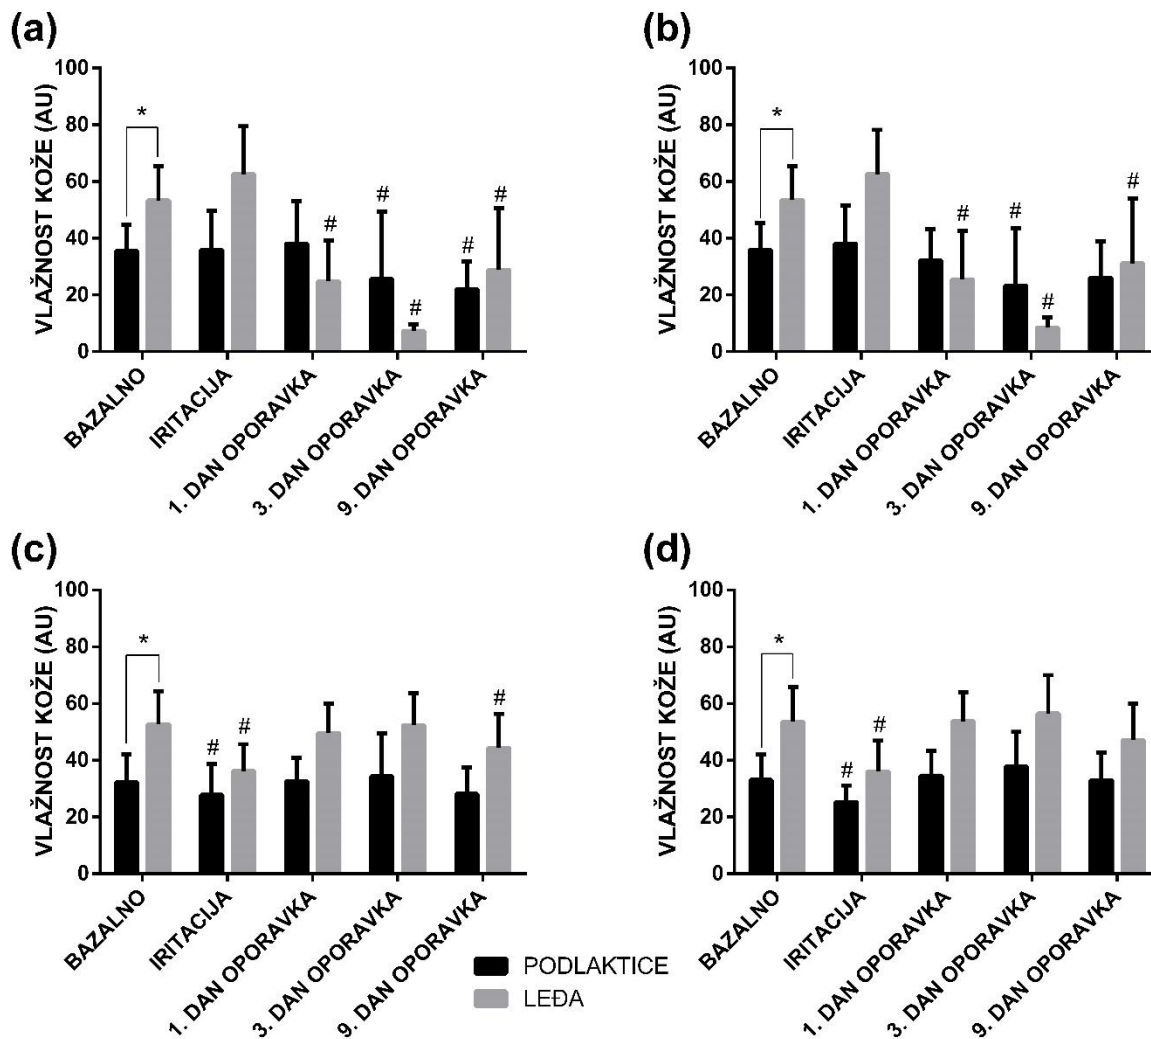 (a)
VLAŽNOST KOŽE (AU)
100
80
60
40
20
0
*
#
#
#
#
#
BAZALNO
IRITACIJA
1. DAN OPORAVKA
3. DAN OPORAVKA
9. DAN OPORAVKA
(b)
VLAŽNOST KOŽE (AU)
100
80
60
40
20
0
*
#
#
#
#
BAZALNO
IRITACIJA
1. DAN OPORAVKA
3. DAN OPORAVKA
9. DAN OPORAVKA
(c)
VLAŽNOST KOŽE (AU)
100
80
60
40
20
0
*
#
#
#
BAZALNO
IRITACIJA
1. DAN OPORAVKA
3. DAN OPORAVKA
9. DAN OPORAVKA
(d)
VLAŽNOST KOŽE (AU)
100
80
60
40
20
0
*
#
#
BAZALNO
IRITACIJA
1. DAN OPORAVKA
3. DAN OPORAVKA
9. DAN OPORAVKA
PODLAKTICE
LEĐA